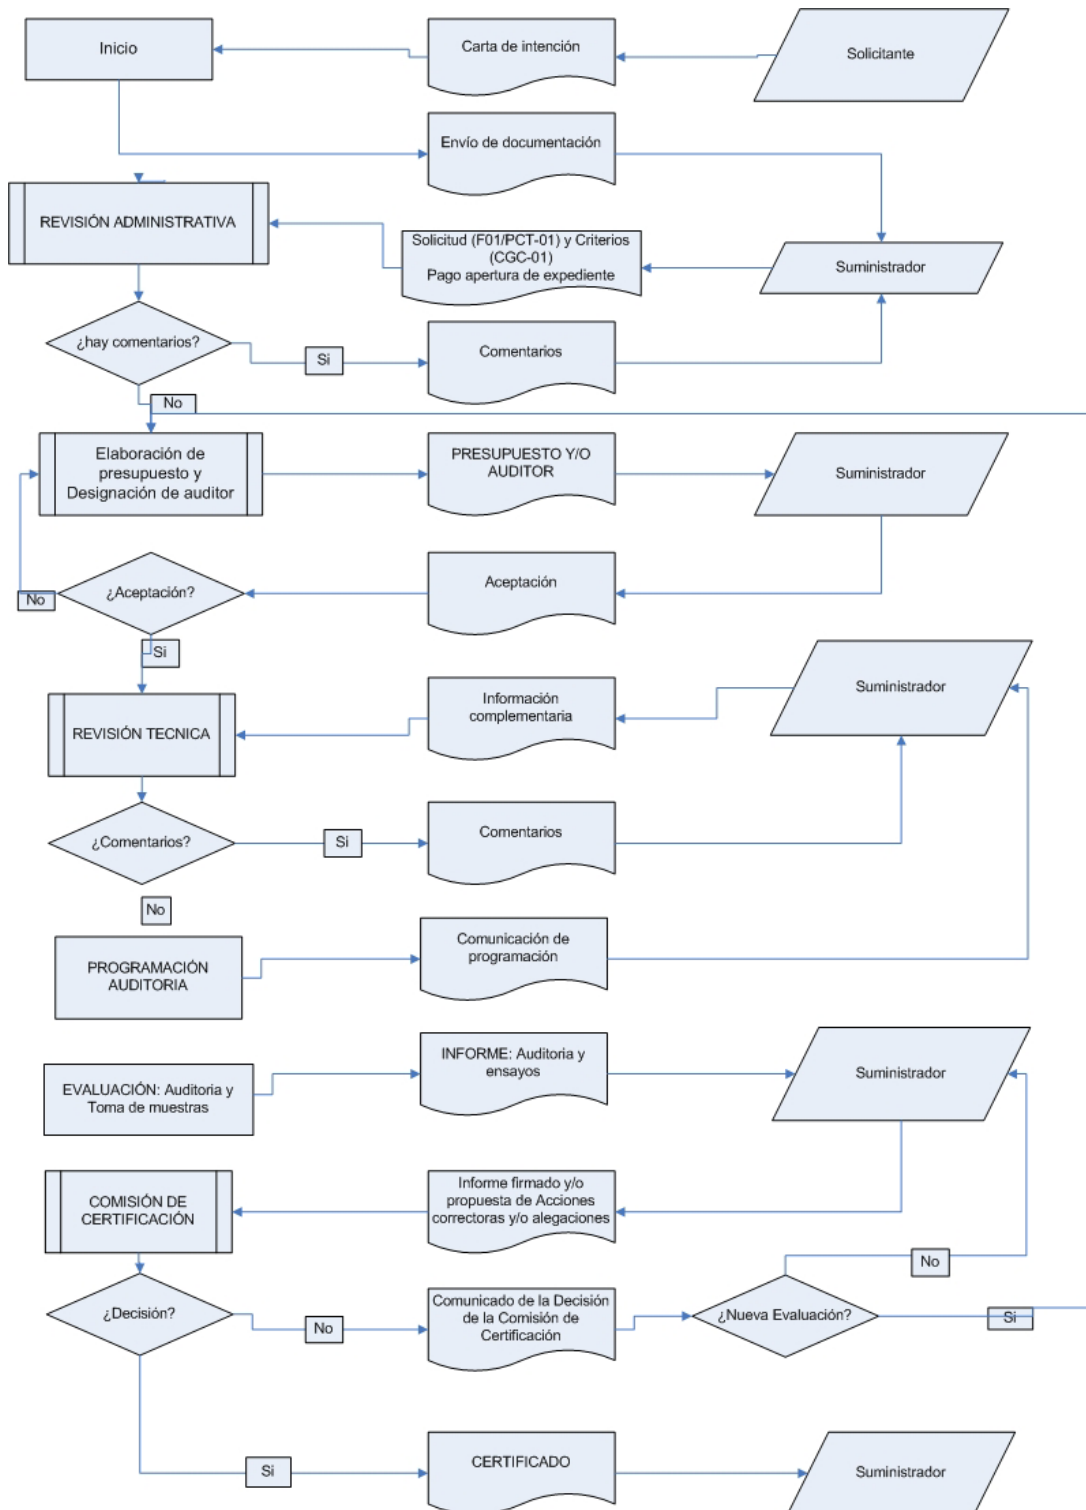 Inicio
Carta de intención
Solicitante
Envío de documentación
REVISIÓN ADMINISTRATIVA
Solicitud (F01/PCT-01) y Criterios
(CGC-01)
Pago apertura de expediente
Suministrador
¿hay comentarios?
Si
Comentarios
No
Elaboración de
presupuesto y
Designación de auditor
PRESUPUESTO Y/O
AUDITOR
Suministrador
¿Aceptación?
No
Aceptación
Si
Suministrador
Información
complementaria
REVISIÓN TECNICA
¿Comentarios?
Si
Comentarios
No
PROGRAMACIÓN
AUDITORIA
Comunicación de
programación
EVALUACIÓN: Auditoria y
Toma de muestras
INFORME: Auditoria y
ensayos
Suministrador
COMISIÓN DE
CERTIFICACIÓN
Informe firmado y/o
propuesta de Acciones
correctoras y/o alegaciones
No
¿Decisión?
No
Comunicado de la Decisión
de la Comisión de
Certificación
¿Nueva Evaluación?
Si
Si
CERTIFICADO
Suministrador